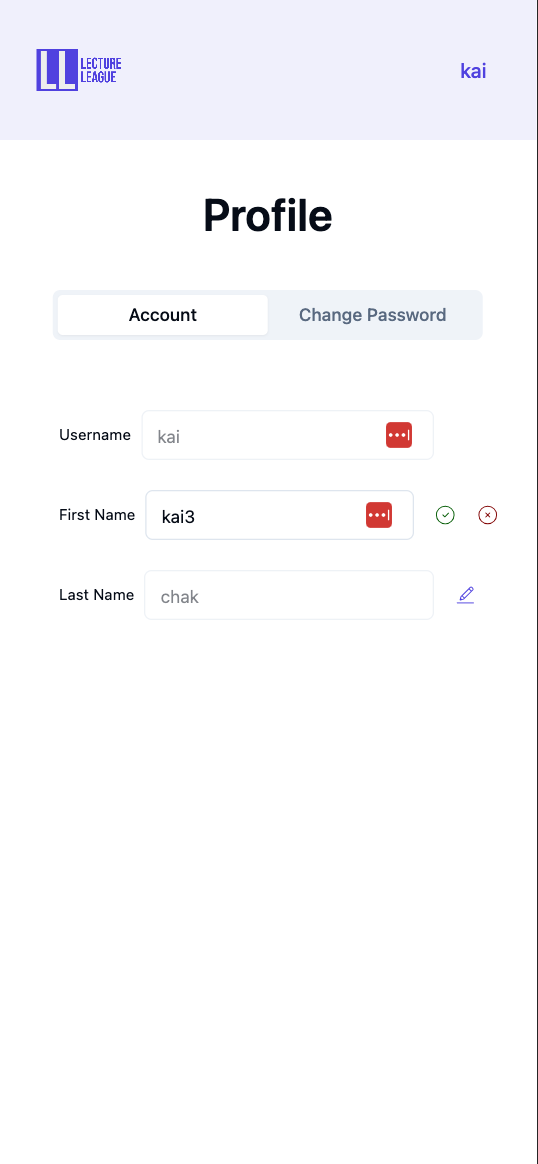 LL LECTURE
LEAGUE
kai
Profile
Account Change Password
Username kai
First Name kai3
Last Name chak